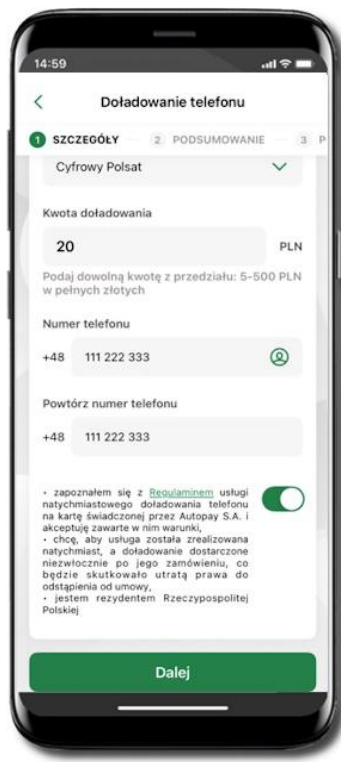 14:59
Doładowanie telefonu
1 SZCZEGÓŁY 2 PODSUMOWANIE 3 P
Cyfrowy Polsat
Kwota doładowania
20 PLN
Podaj dowolną kwotę z przedziału: 5-500 PLN
w pełnych złotych
Numer telefonu
+48 111 222 333
Powtórz numer telefonu
+48 111 222 333
• zapoznałem się z Regulaminem usługi
natychmiastowego doładowania telefonu
na kartę świadczonej przez Autopay S.A. i
akceptuję zawarte w nim warunki,
• chcę, aby usługa została zrealizowana
natychmiast, a doładowanie dostarczone
niezwłocznie po jego zamówieniu, co
będzie skutkowało utratą prawa do
odstąpienia od umowy,
• jestem rezydentem Rzeczypospolitej
Polskiej
Dalej